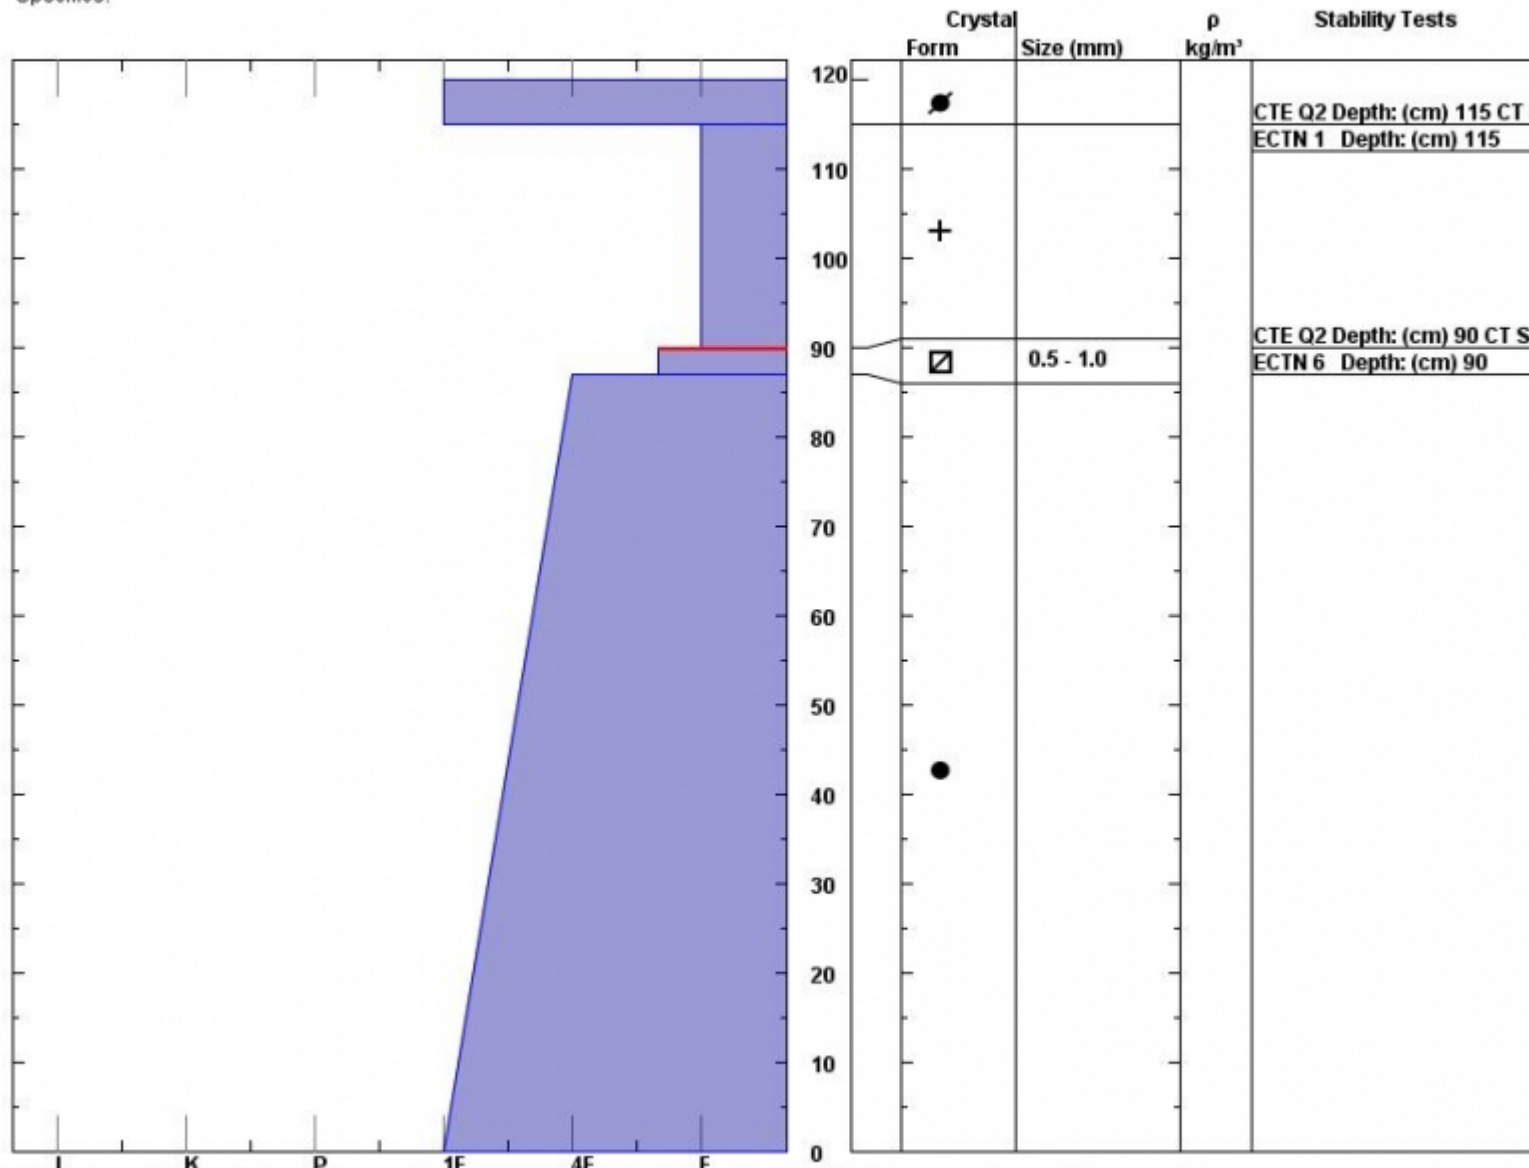 Crystal ρ Stability Tests
Form Size (mm) kg/m³
120
CTE Q2 Depth: (cm) 115 CT
ECTN 1 Depth: (cm) 115
110
100
CTE Q2 Depth: (cm) 90 CT S
90
0.5 - 1.0
ECTN 6 Depth: (cm) 90
80
70
60
50
40
30
20
10
0
I K P 1F 4F F